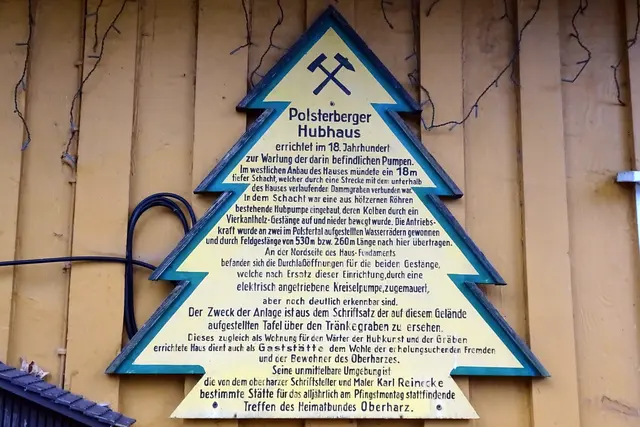 Polsterberger
Hubhaus
errichtet im 18. Jahrhundert
zur Wartung der darin befindlichen Pumpen.
Im westlichen Anbau des Hauses mündete ein 18m
tiefer Schacht, welcher durch eine Strecke mit dem unterhalb
des Hauses verlaufender Dammgraben verbunden war.
In dem Schacht war eine aus hölzernen Röhren
bestehende Hubpumpe eingebaut, deren Kolben durch ein
Vierkantholz-Gestänge auf und nieder bewegt wurde. Die Antriebs-
kraft wurde an zwei im Polstertal aufgestellten Wasserrädern gewonnen
und durch Feldgestänge von 530m bzw. 260m Länge nach hier übertragen.
An der Nordseite des Haus-Fundaments
befanden sich die Durchlaßöffnungen für die beiden Gestänge,
welche nach Ersatz dieser Einrichtung, durch eine
elektrisch angetriebene Kreiselpumpe, zugemauert,
aber noch deutlich erkennbar sind.
Der Zweck der Anlage ist aus dem Schriftsatz der auf diesem Gelände
aufgestellten Tafel über den Tränkegraben zu ersehen.
Dieses zugleich als Wohnung für den Wärter der Hubkunst und der Gräben
errichtete Haus dient auch als Gaststätte dem Wohle der erholungsuchenden Fremden
und der Bewohner des Oberharzes.
Seine unmittelbare Umgebung ist
die von dem oberharzer Schriftsteller und Maler Karl Reinecke
bestimmte Stätte für das alljährlich am Pfingstmontag stattfindende
Treffen des Heimatbundes Oberharz.